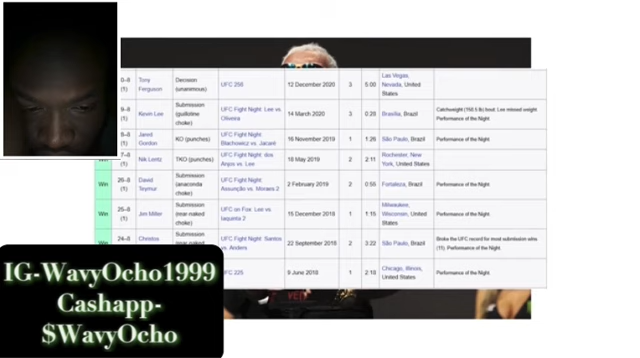 0–8 (1) Tony Ferguson Decision (unanimous) UFC 256 12 December 2020 3 5:00 Las Vegas, Nevada, United States
9–8 (1) Kevin Lee Submission (guillotine choke) UFC Fight Night: Lee vs. Oliveira 14 March 2020 3 0:28 Brasília, Brazil Catchweight (158.5 lb) bout; Lee missed weight. Performance of the Night.
8–8 (1) Jared Gordon KO (punches) UFC Fight Night: Błachowicz vs. Jacaré 16 November 2019 1 1:26 São Paulo, Brazil Performance of the Night.
Win 7–8 (1) Nik Lentz TKO (punches) UFC Fight Night: dos Anjos vs. Lee 18 May 2019 2 2:11 Rochester, New York, United States
Win 26–8 (1) David Teymur Submission (anaconda choke) UFC Fight Night: Assunção vs. Moraes 2 2 February 2019 2 0:55 Fortaleza, Brazil Performance of the Night.
Win 25–8 (1) Jim Miller Submission (rear naked choke) UFC on Fox: Lee vs. Iaquinta 2 15 December 2018 1 1:15 Milwaukee, Wisconsin, United States Performance of the Night.
Win 24–8 Christos Submission (rear naked UFC Fight Night: Santos vs. Anders 22 September 2018 2 3:22 São Paulo, Brazil Broke the UFC record for most submission wins (11). Performance of the Night.
UFC 225 9 June 2018 1 2:18 Chicago, Illinois, United States Performance of the Night.
IG-WavyOcho1999
Cashapp-
$WavyOcho